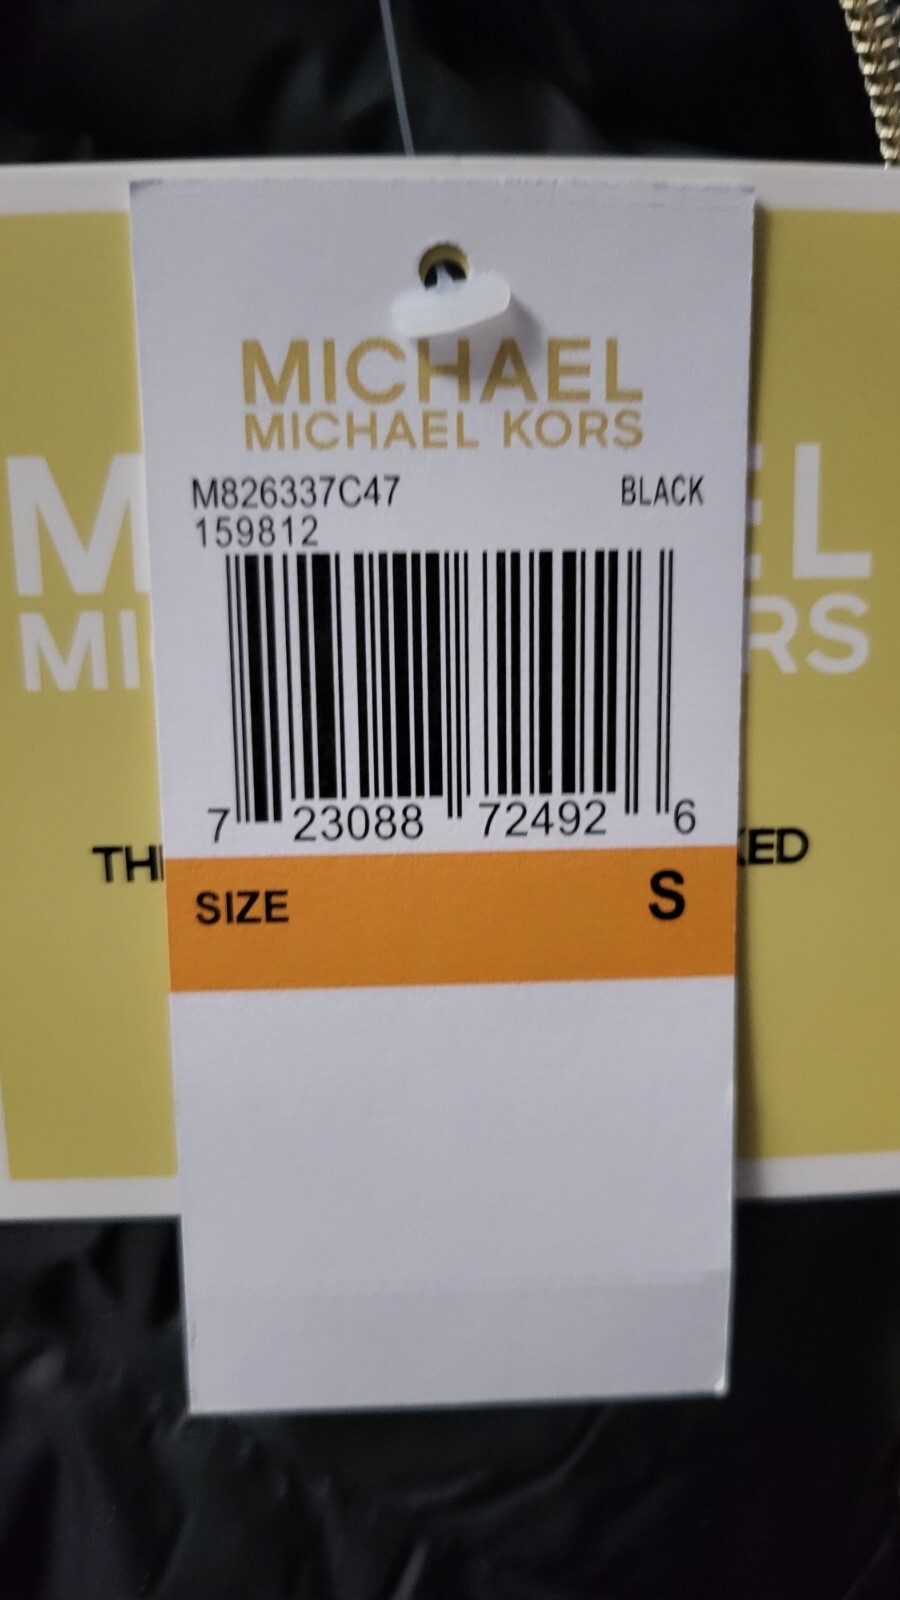 MICHAEL
MICHAEL KORS
M826337C47 BLACK
159812
7 23088 72492 6
SIZE S